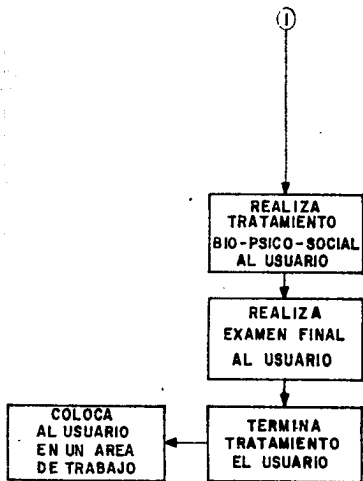 1
REALIZA
TRATAMIENTO
BIO-PSICO-SOCIAL
AL USUARIO
REALIZA
EXAMEN FINAL
AL USUARIO
TERMINA
TRATAMIENTO
EL USUARIO
COLOCA
AL USUARIO
EN UN AREA
DE TRABAJO